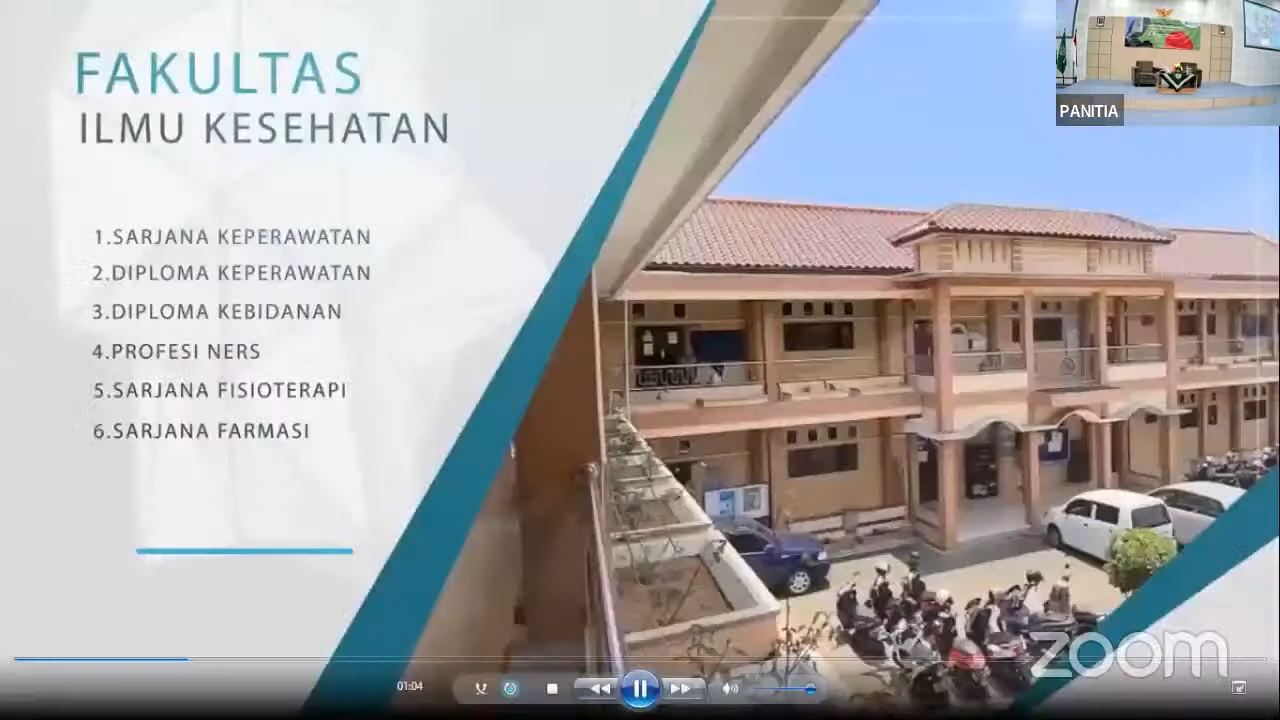 FAKULTAS
ILMU KESEHATAN
1.SARJANA KEPERAWATAN
2.DIPLOMA KEPERAWATAN
3.DIPLOMA KEBIDANAN
4.PROFESI NERS
5.SARJANA FISIOTERAPI
6.SARJANA FARMASI
PANITIA
zoom
01:04